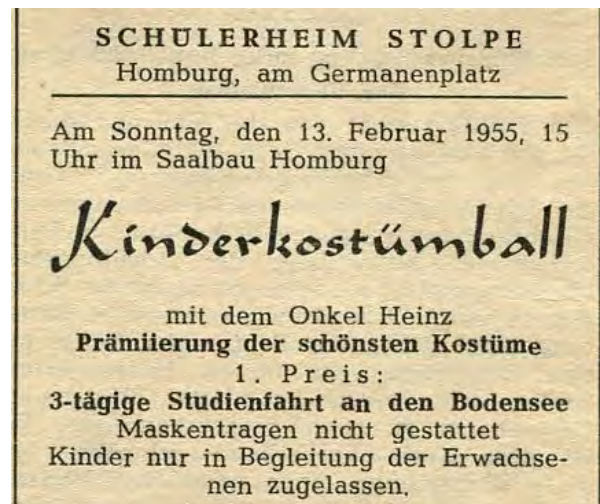 SCHÜLERHEIM STOLPE
Homburg, am Germanenplatz
Am Sonntag, den 13. Februar 1955, 15
Uhr im Saalbau Homburg
Kinderkostümball
mit dem Onkel Heinz
Prämiierung der schönsten Kostüme
1. Preis:
3-tägige Studienfahrt an den Bodensee
Maskentragen nicht gestattet
Kinder nur in Begleitung der Erwachse-
nen zugelassen.